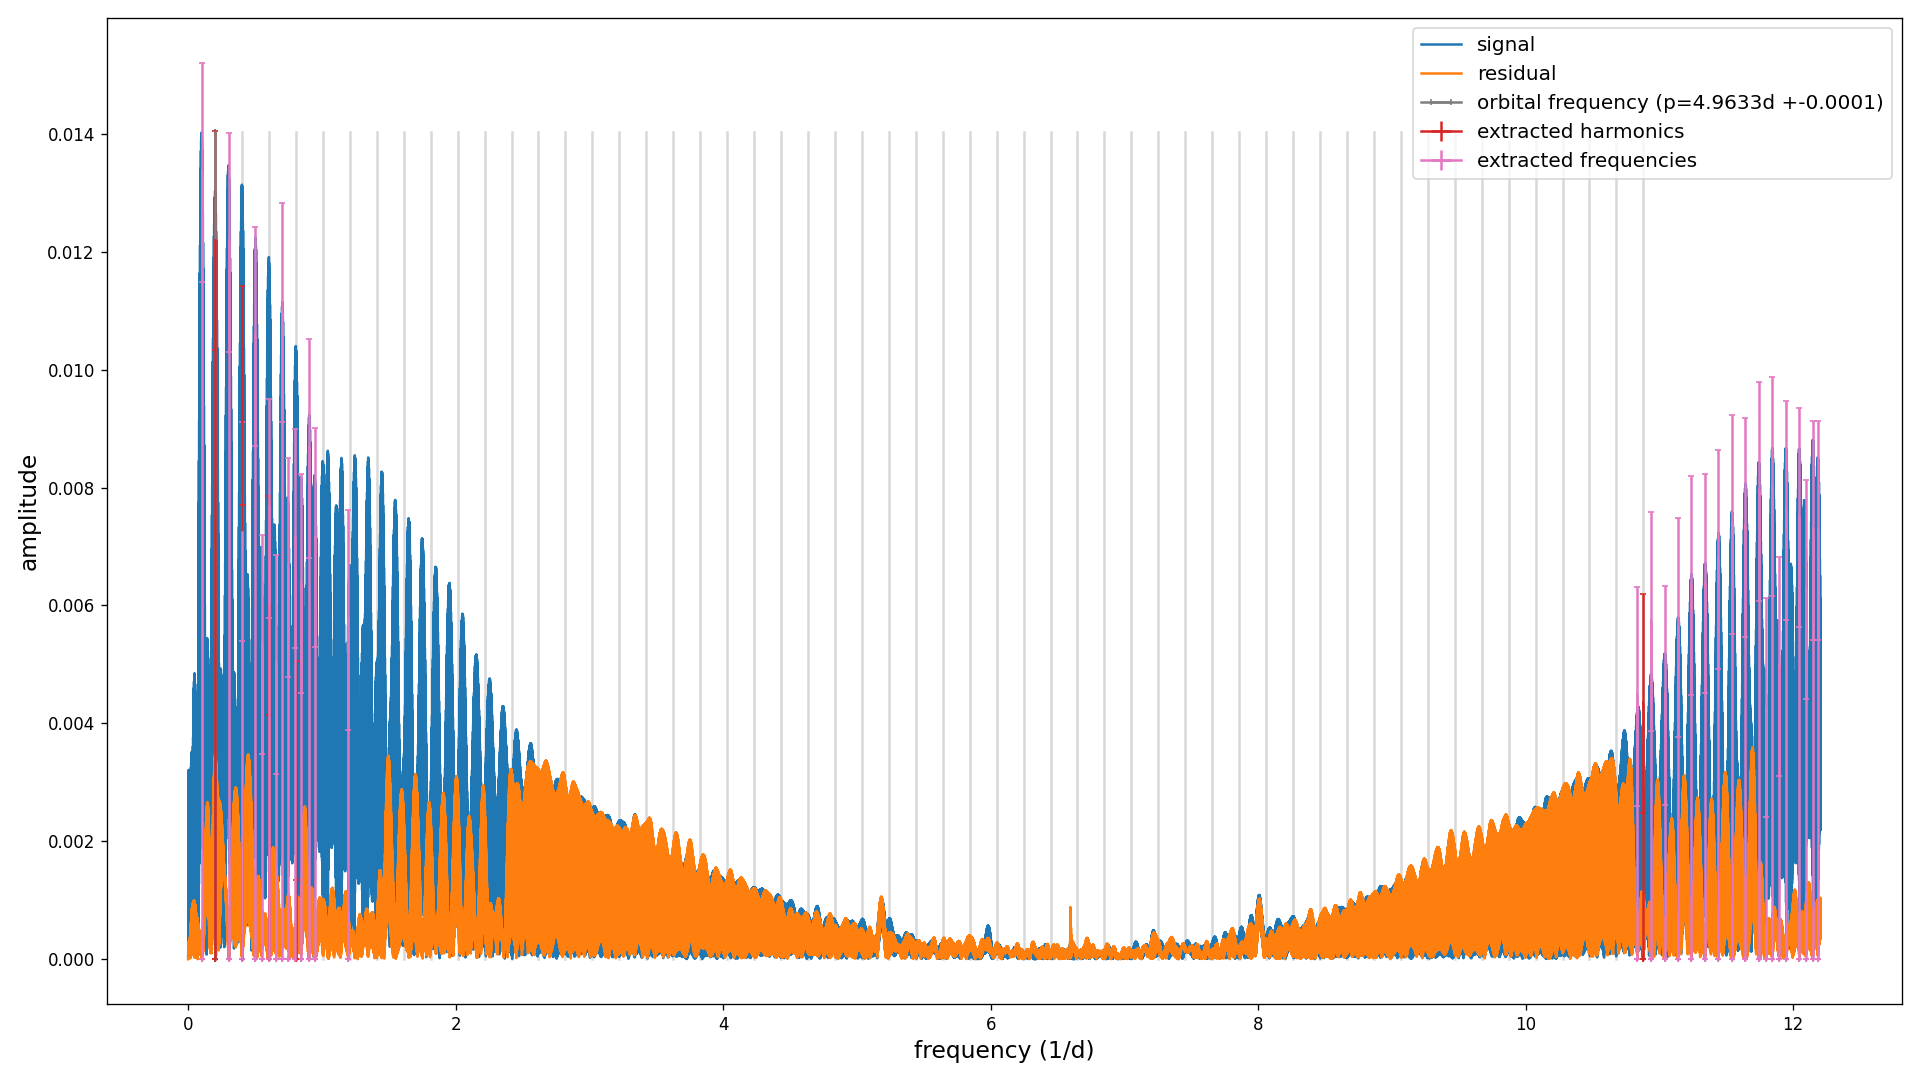 signal
residual
orbital frequency (p=4.9633d +-0.0001)
extracted harmonics
extracted frequencies
0.014
0.012
0.010
0.008
0.006
0.004
0.002
0.000
amplitude
0 2 4 6 8 10 12
frequency (1/d)